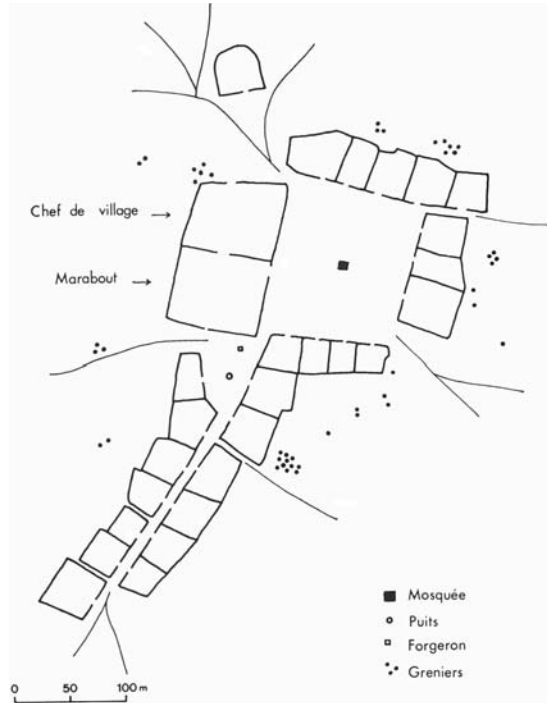 Chef de village
Marabout
Mosquée
Puits
Forgeron
Greniers
0 50 100 m